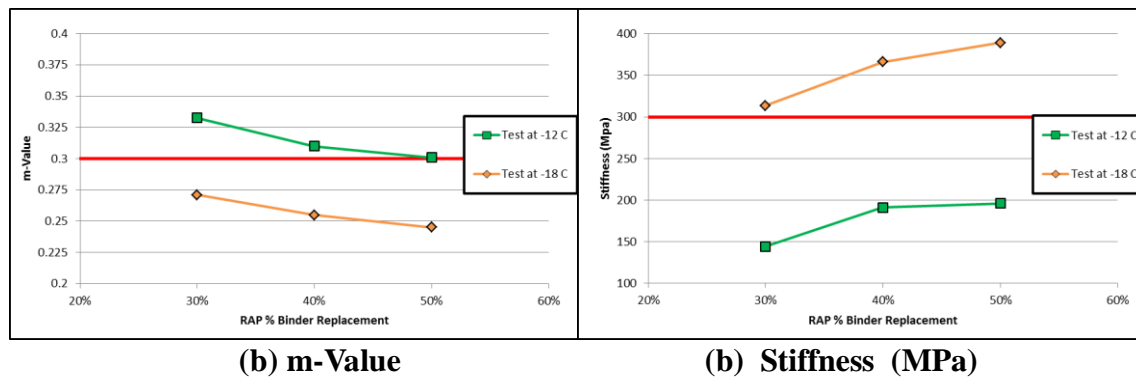 0.4
0.375
0.35
0.325
0.3
0.275
0.25
0.225
0.2
m-Value
20%
30%
40%
50%
60%
RAP % Binder Replacement
Test at -12 C
Test at -18 C
400
350
300
250
200
150
100
Stiffness (Mpa)
20%
30%
40%
50%
60%
RAP % Binder Replacement
Test at -12 C
Test at -18 C
(b) m-Value
(b) Stiffness (MPa)